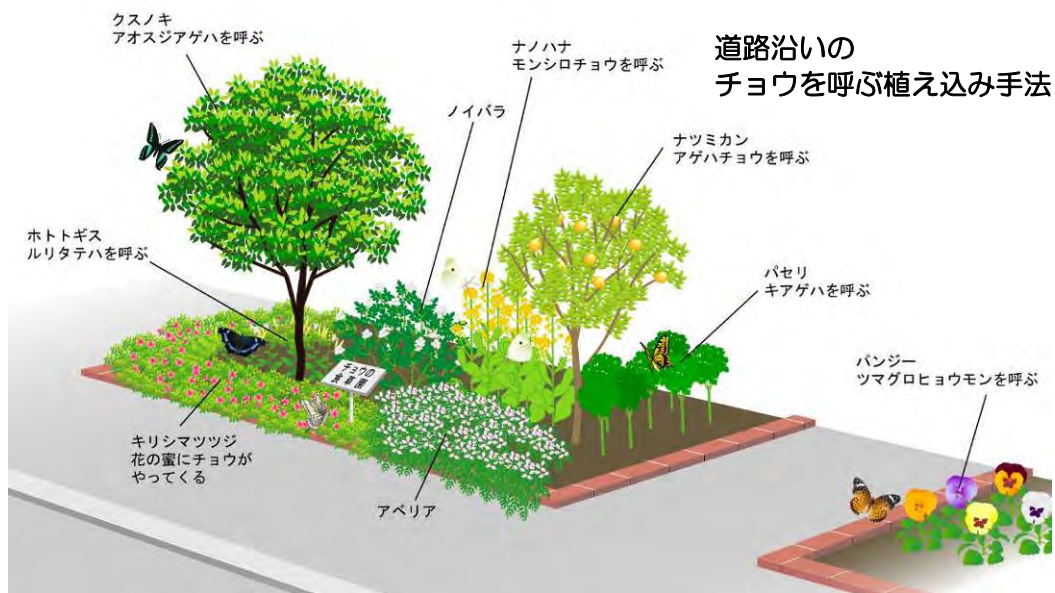 道路沿いの
チョウを呼ぶ植え込み手法
クスノキ
アオスジアゲハを呼ぶ
ナノハナ
モンシロチョウを呼ぶ
ノイバラ
ナツミカン
アゲハチョウを呼ぶ
ホトトギス
ルリタテハを呼ぶ
パセリ
キアゲハを呼ぶ
パンジー
ツマグロヒョウモンを呼ぶ
チョウの
食草園
キリシマツツジ
花の蜜にチョウが
やってくる
アベリア